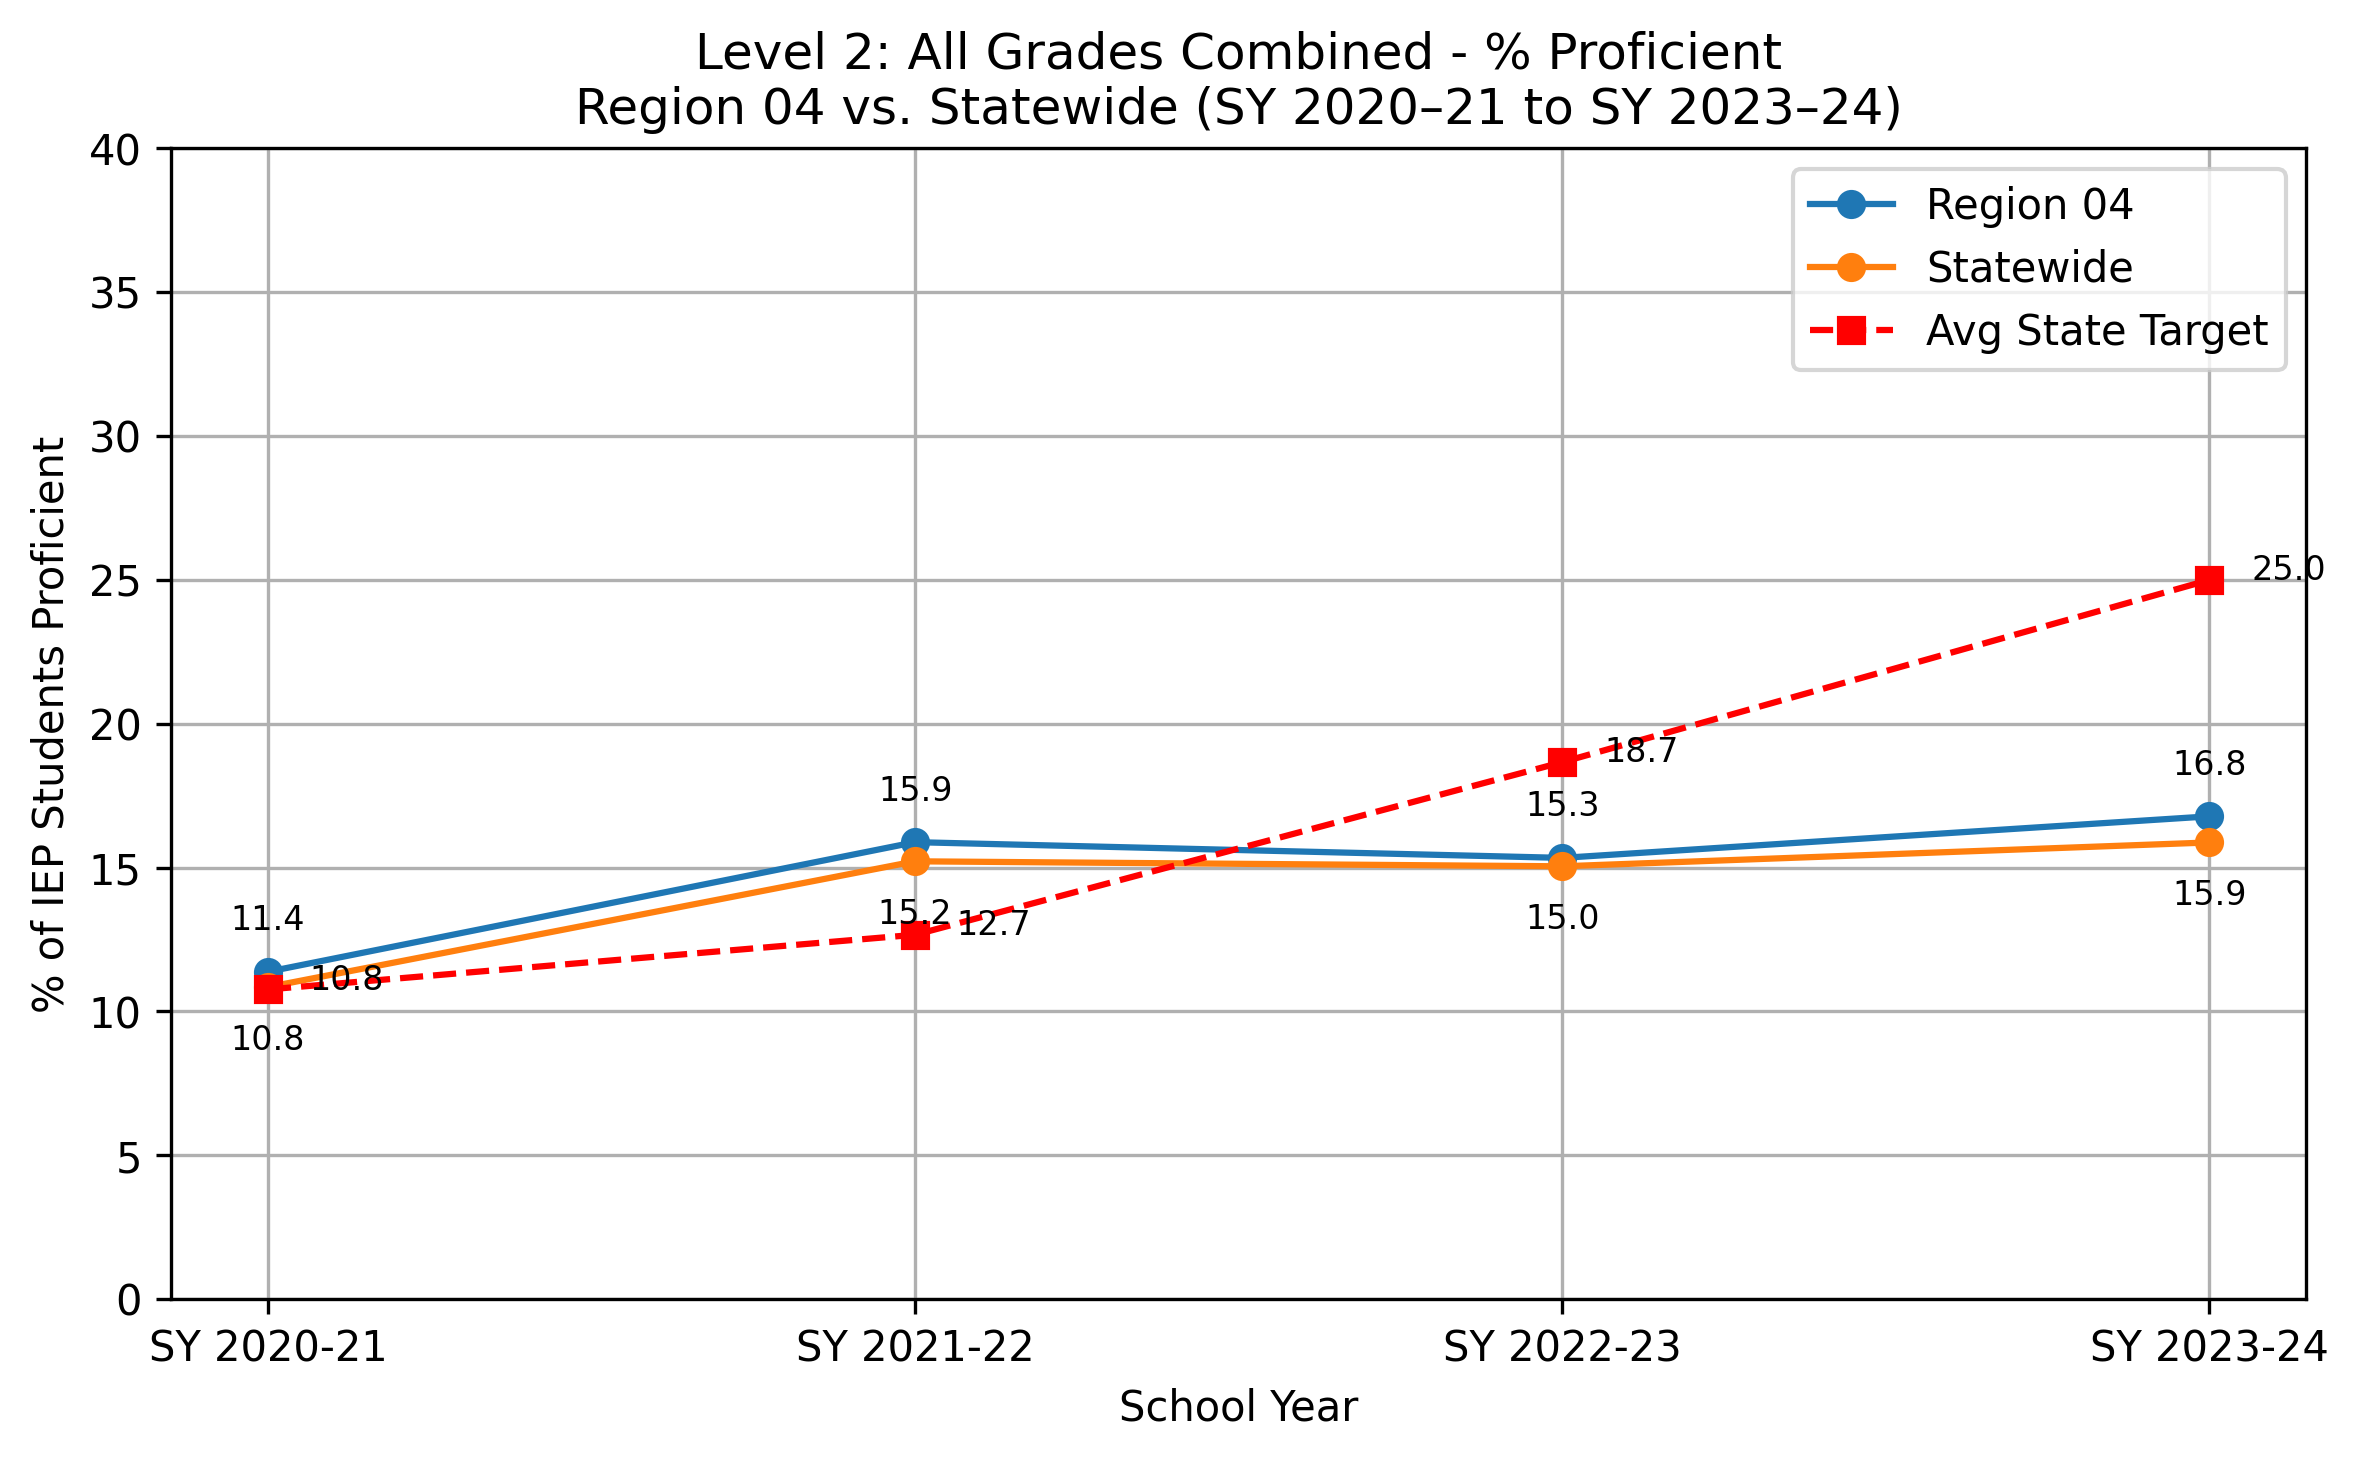 Level 2: All Grades Combined - % Proficient
Region 04 vs. Statewide (SY 2020–21 to SY 2023–24)
% of IEP Students Proficient
40
35
30
25
20
15
10
5
0
Region 04
Statewide
Avg State Target
25.0
18.7
16.8
15.9
15.3
15.9
15.2
12.7
15.0
11.4
10.8
10.8
SY 2020-21
SY 2021-22
SY 2022-23
SY 2023-24
School Year